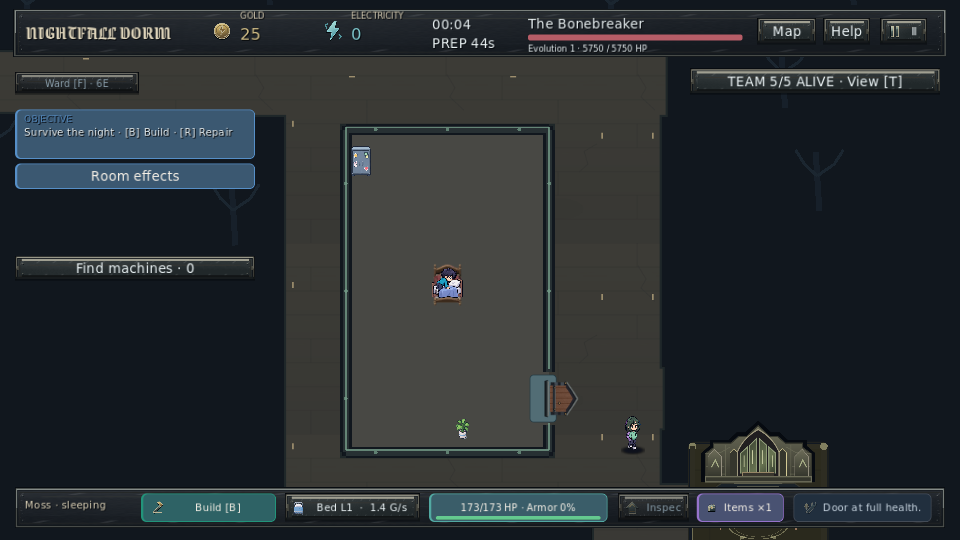 NIGHTFALL DORM
GOLD
25
ELECTRICITY
0
00:04
PREP 44s
The Bonebreaker
Evolution 1 · 5750 / 5750 HP
Map
Help
Ward [F] · 6E
TEAM 5/5 ALIVE · View [T]
OBJECTIVE
Survive the night · [B] Build · [R] Repair
Room effects
Find machines · 0
Moss · sleeping
Build [B]
Bed L1 · 1.4 G/s
173/173 HP · Armor 0%
Inspec
Items ×1
Door at full health.